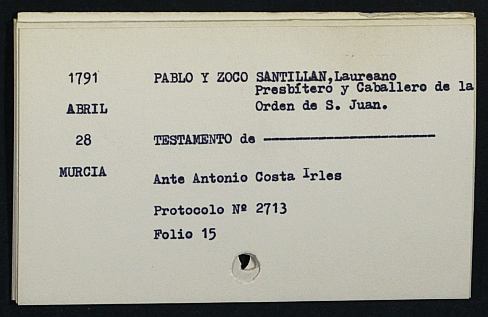 1791 PABLO Y ZOCO SANTILLAN,Laureano
Presbítero y Caballero de la
ABRIL Orden de S. Juan.
28 TESTAMENTO de ————————————
MURCIA
Ante Antonio Costa Irles
Protocolo Nº 2713
Folio 15